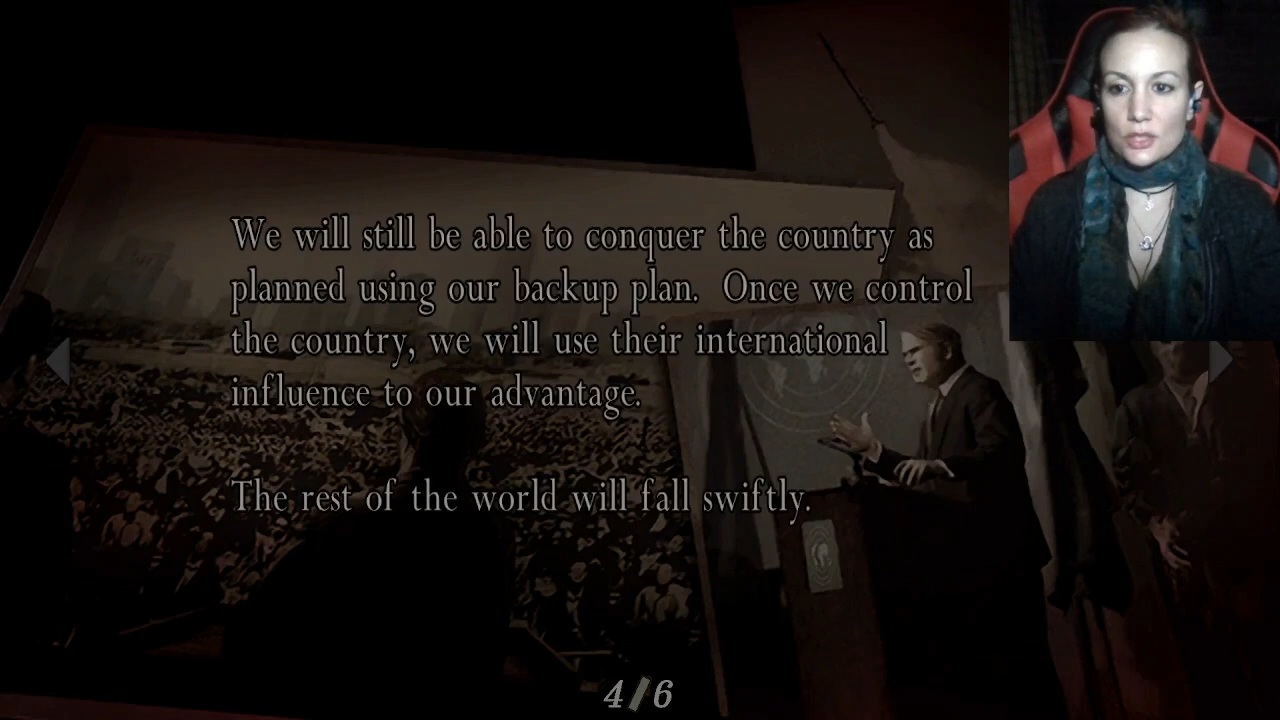 We will still be able to conquer the country as
planned using our backup plan. Once we control
the country, we will use their international
influence to our advantage.
The rest of the world will fall swiftly.
4/6